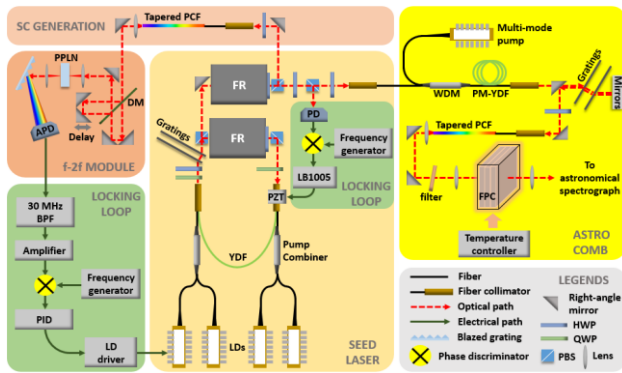 SC GENERATION
Tapered PCF
PPLN
DM
APD
Delay
f-2f MODULE
LOCKING
LOOP
30 MHz
BPF
Amplifier
Frequency
generator
PID
LD
driver
FR
PBS
FR
PBS
PBS
Gratings
PD
Frequency
generator
LB1005
LOCKING
LOOP
PZT
YDF
Pump
Combiner
LDs
SEED
LASER
Multi-mode
pump
WDM
PM-YDF
Gratings
Mirrors
Tapered PCF
filter
FPC
To
astronomical
spectrograph
Temperature
controller
ASTRO
COMB
LEGENDS
Fiber
Fiber collimator
Optical path
Electrical path
Blazed grating
Phase discriminator
Right-angle
mirror
HWP
QWP
PBS
Lens